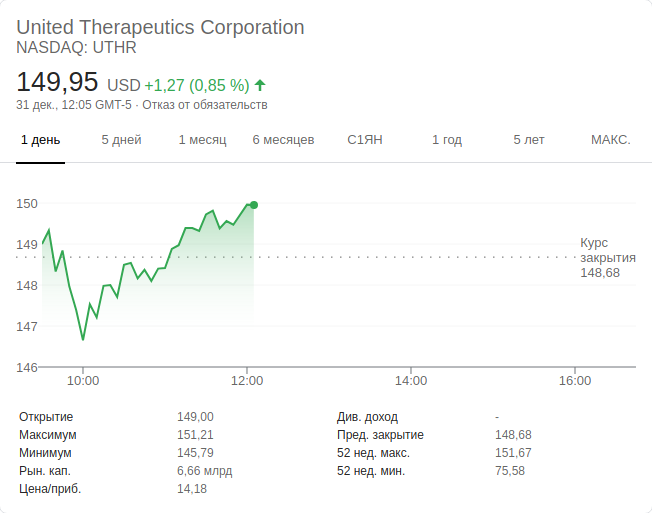 United Therapeutics Corporation
NASDAQ: UTHR
149,95 USD +1,27 (0,85 %)
31 дек., 12:05 GMT-5 · Отказ от обязательств
1 день 5 дней 1 месяц 6 месяцев С1ЯН 1 год 5 лет МАКС.
150
149
148
147
146
Курс
закрытия
148,68
10:00 12:00 14:00 16:00
Открытие 149,00
Максимум 151,21
Минимум 145,79
Рын. кап. 6,66 млрд
Цена/приб. 14,18
Див. доход -
Пред. закрытие 148,68
52 нед. макс. 151,67
52 нед. мин. 75,58